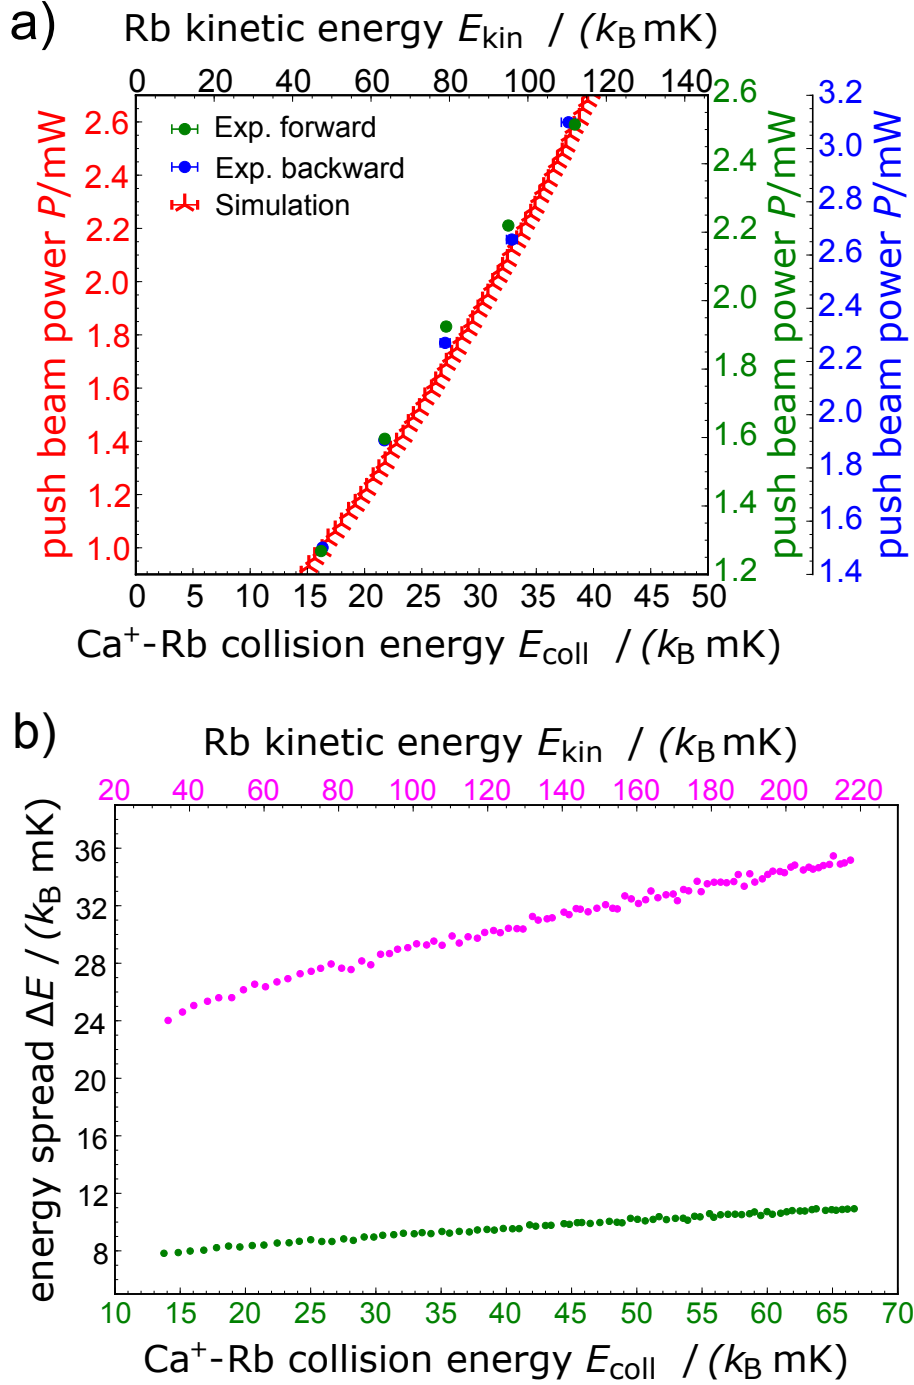 a)
Rb kinetic energy E_kin / (k_B mK)
0 20 40 60 80 100 120 140
push beam power P/mW
2.6
2.4
2.2
2.0
1.8
1.6
1.4
1.2
1.0
Exp. forward
Exp. backward
Simulation
2.6
2.4
2.2
2.0
1.8
1.6
1.4
1.2
push beam power P/mW
3.2
3.0
2.8
2.6
2.4
2.2
2.0
1.8
1.6
1.4
push beam power P/mW
0 5 10 15 20 25 30 35 40 45 50
Ca⁺-Rb collision energy E_coll / (k_B mK)
b)
Rb kinetic energy E_kin / (k_B mK)
20 40 60 80 100 120 140 160 180 200 220
energy spread ΔE / (k_B mK)
36
32
28
24
20
16
12
8
10 15 20 25 30 35 40 45 50 55 60 65 70
Ca⁺-Rb collision energy E_coll / (k_B mK)